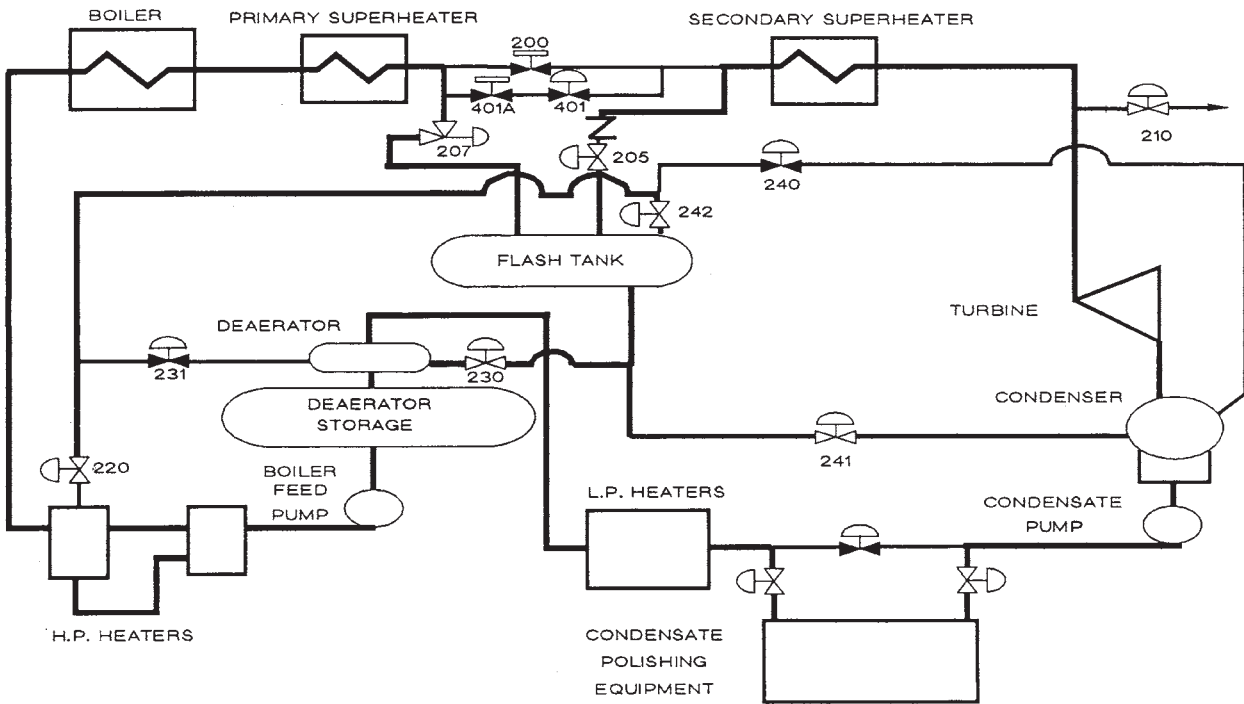 BOILER
PRIMARY SUPERHEATER
SECONDARY SUPERHEATER
200
401A
401
207
205
210
240
242
FLASH TANK
TURBINE
DEAERATOR
231
230
DEAERATOR
STORAGE
CONDENSER
241
220
BOILER
FEED
PUMP
L.P. HEATERS
CONDENSATE
PUMP
H.P. HEATERS
CONDENSATE
POLISHING
EQUIPMENT